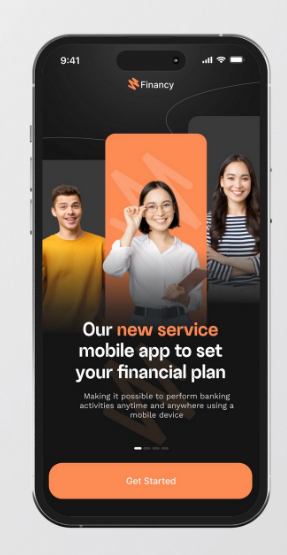 9:41
Financy
Our new service
mobile app to set
your financial plan
Making it possible to perform banking
activities anytime and anywhere using a
mobile device
Get Started